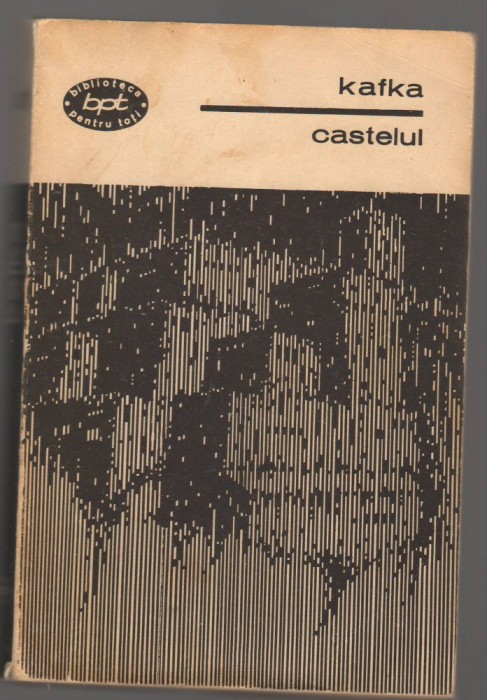 biblioteca
bpt
pentru toți
kafka
castelul